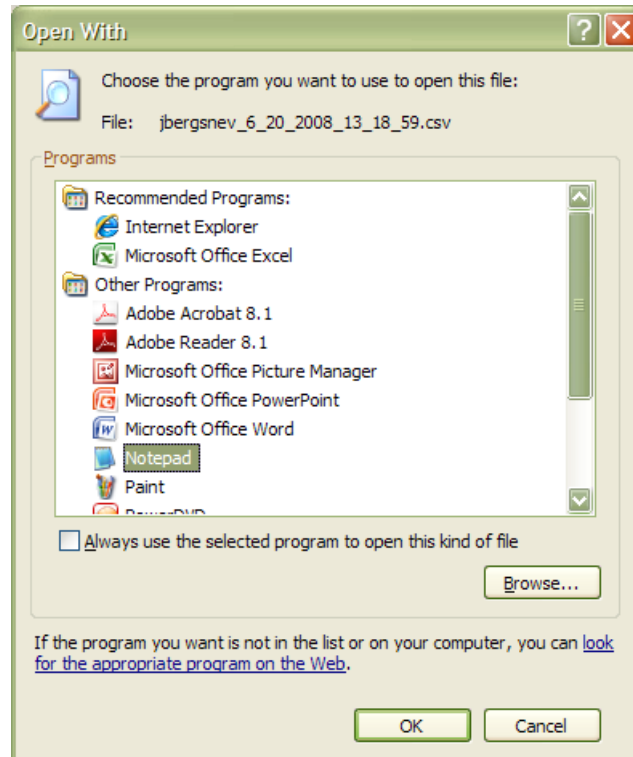 Open With
Choose the program you want to use to open this file:
File: jbergsnev_6_20_2008_13_18_59.csv
Programs
Recommended Programs:
Internet Explorer
Microsoft Office Excel
Other Programs:
Adobe Acrobat 8.1
Adobe Reader 8.1
Microsoft Office Picture Manager
Microsoft Office PowerPoint
Microsoft Office Word
Notepad
Paint
PowerDVD
Always use the selected program to open this kind of file
Browse...
If the program you want is not in the list or on your computer, you can look
for the appropriate program on the Web.
OK
Cancel